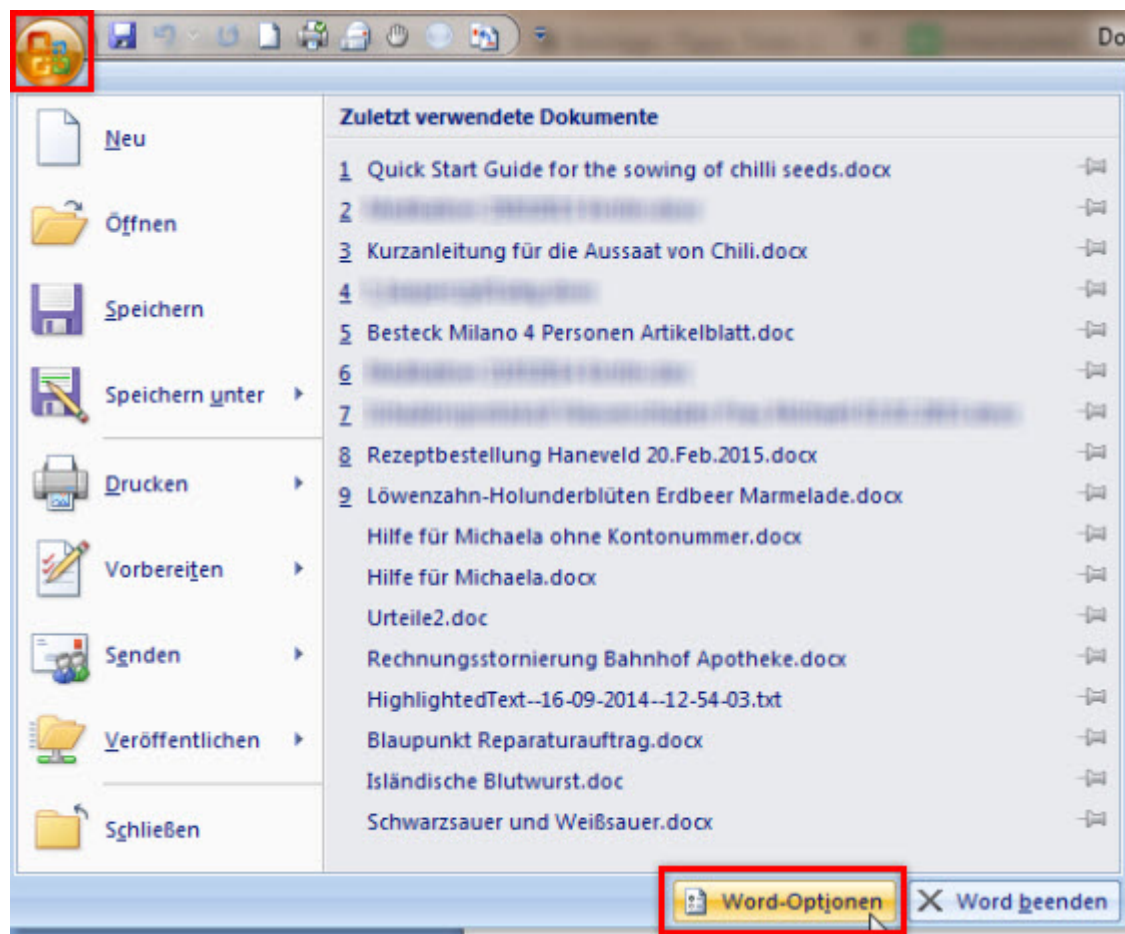 Do
Neu
Öffnen
Speichern
Speichern unter
Drucken
Vorbereiten
Senden
Veröffentlichen
Schließen
Zuletzt verwendete Dokumente
1 Quick Start Guide for the sowing of chilli seeds.docx
2
3 Kurzanleitung für die Aussaat von Chili.docx
4
5 Besteck Milano 4 Personen Artikelblatt.doc
6
7
8 Rezeptbestellung Haneveld 20.Feb.2015.docx
9 Löwenzahn-Holunderblüten Erdbeer Marmelade.docx
Hilfe für Michaela ohne Kontonummer.docx
Hilfe für Michaela.docx
Urteile2.doc
Rechnungsstornierung Bahnhof Apotheke.docx
HighlightedText--16-09-2014--12-54-03.txt
Blaupunkt Reparaturauftrag.docx
Isländische Blutwurst.doc
Schwarzsauer und Weißsauer.docx
Word-Optionen
Word beenden